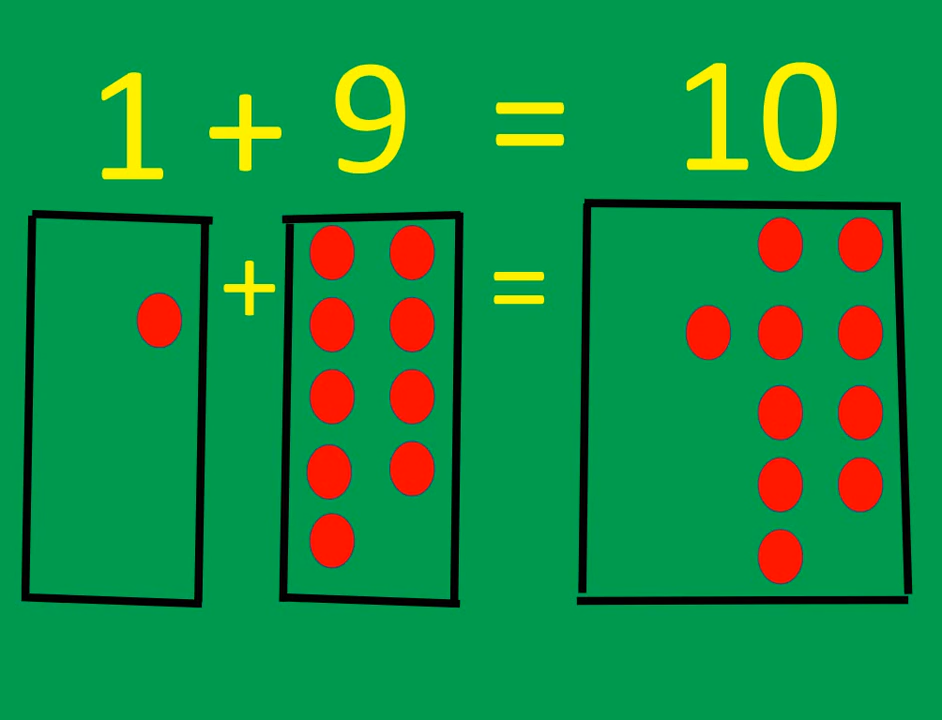 1 + 9 = 10
+ =